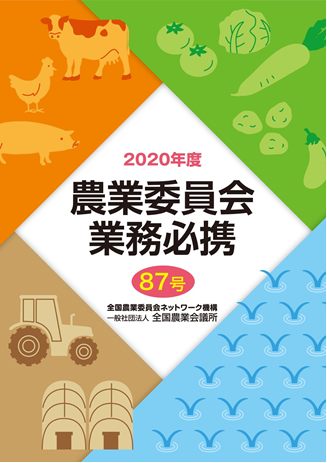 2020年度
農業委員会
業務必携
87号
全国農業委員会ネットワーク機構
一般社団法人 全国農業会議所